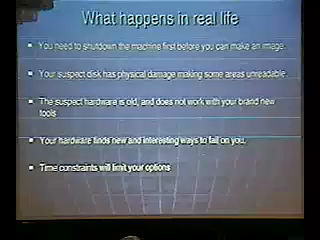 What happens in real life
You need to shutdown the machine first before you can make an image.
Your suspect disk has physical damage making some areas unreadable
The suspect hardware is old, and does not work with your brand new
tools
Your hardware finds new and interesting ways to fail on you.
Time constraints will limit your options